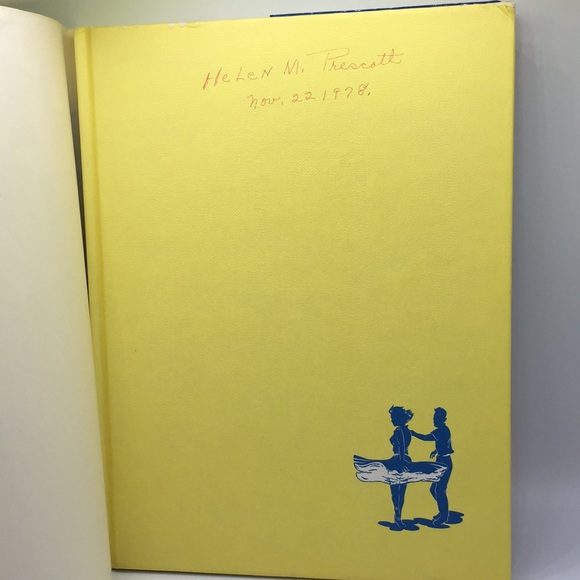 HeLeN M. Prescott
Nov. 22 1978.